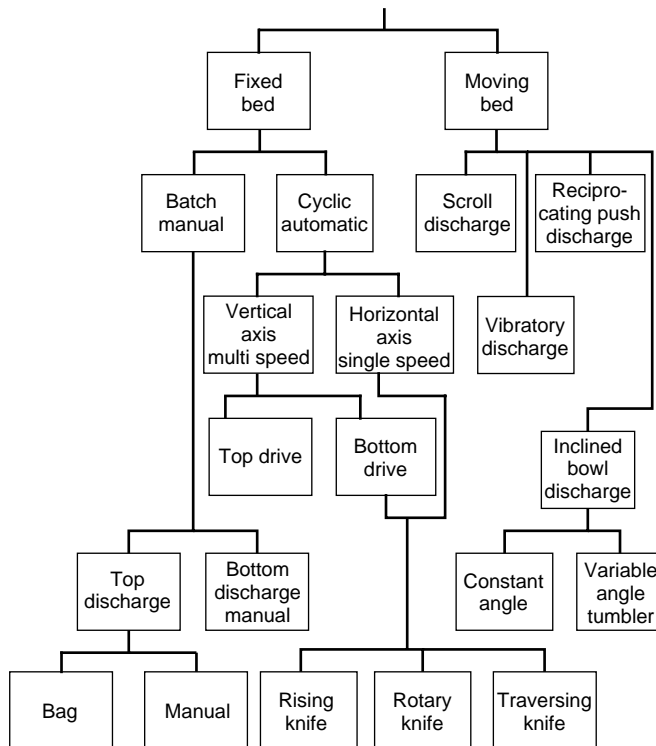 Fixed
bed
Moving
bed
Batch
manual
Cyclic
automatic
Scroll
discharge
Recipro-
cating push
discharge
Vertical
axis
multi speed
Horizontal
axis
single speed
Vibratory
discharge
Top drive
Bottom
drive
Inclined
bowl
discharge
Top
discharge
Bottom
discharge
manual
Constant
angle
Variable
angle
tumbler
Bag
Manual
Rising
knife
Rotary
knife
Traversing
knife